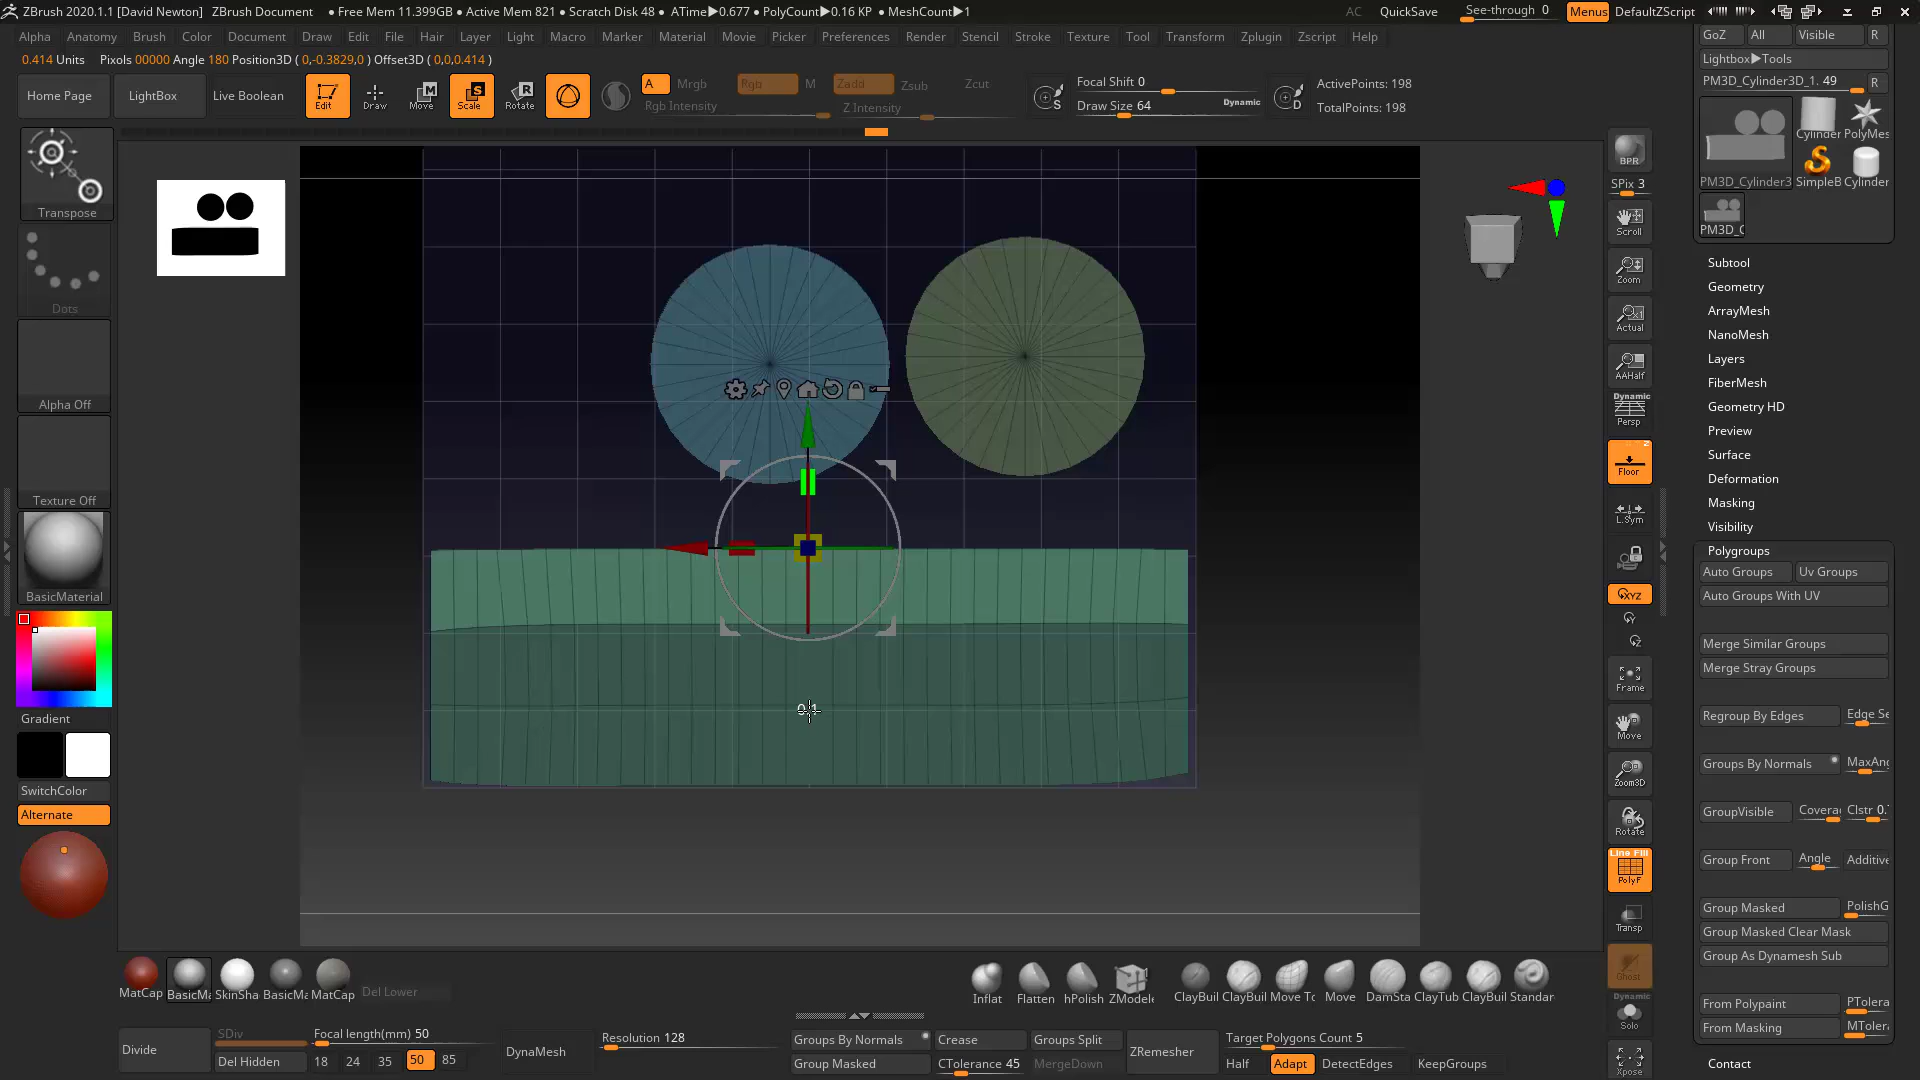 ZBrush 2020.1.1 [David Newton] ZBrush Document • Free Mem 11.399GB • Active Mem 821 • Scratch Disk 48 • ATime▶0.677 • PolyCount▶0.16 KP • MeshCount▶1 AC QuickSave See-through 0 Menus DefaultZScript
Alpha Anatomy Brush Color Document Draw Edit File Hair Layer Light Macro Marker Material Movie Picker Preferences Render Stencil Stroke Texture Tool Transform Zplugin Zscript Help
GoZ All Visible R
Lightbox▶Tools
0.414 Units Pixols 00000 Angle 180 Position3D ( 0,-0.3829,0 ) Offset3D ( 0,0,0.414 )
PM3D_Cylinder3D_1. 49 R
Home Page LightBox Live Boolean Edit Draw Move Scale Rotate
A Mrgb Rgb M Zadd Zsub Zcut
Rgb Intensity Z Intensity
Focal Shift 0
Draw Size 64 Dynamic
ActivePoints: 198
TotalPoints: 198
S D
Cylinder PolyMes
PM3D_Cylinder3 SimpleB Cylinder
PM3D_C
Transpose
Dots
Alpha Off
Texture Off
BasicMaterial
Gradient
SwitchColor
Alternate
BPR
SPix 3
Scroll
Zoom
Actual
AAHalf
Dynamic
Persp
Floor
L.Sym
XYZ
Y
Z
Frame
Move
Zoom3D
Rotate
Line Fill
PolyF
Transp
Ghost
Dynamic
Solo
Xpose
Subtool
Geometry
ArrayMesh
NanoMesh
Layers
FiberMesh
Geometry HD
Preview
Surface
Deformation
Masking
Visibility
Polygroups
Auto Groups Uv Groups
Auto Groups With UV
Merge Similar Groups
Merge Stray Groups
Regroup By Edges Edge Se
Groups By Normals MaxAng
GroupVisible Covera Clstr 0.
Group Front Angle Additive
Group Masked PolishG
Group Masked Clear Mask
Group As Dynamesh Sub
From Polypaint PTolera
From Masking MTolera
Contact
MatCap BasicMa SkinSha BasicMa MatCap Del Lower
Inflat Flatten hPolish ZModele ClayBuil ClayBuil Move To Move DamSta ClayTub ClayBuil Standar
Divide
SDiv
Del Hidden
Focal length(mm) 50
18 24 35 50 85
DynaMesh
Resolution 128
Groups By Normals Crease Groups Split
Group Masked CTolerance 45 MergeDown
ZRemesher
Target Polygons Count 5
Half Adapt DetectEdges KeepGroups